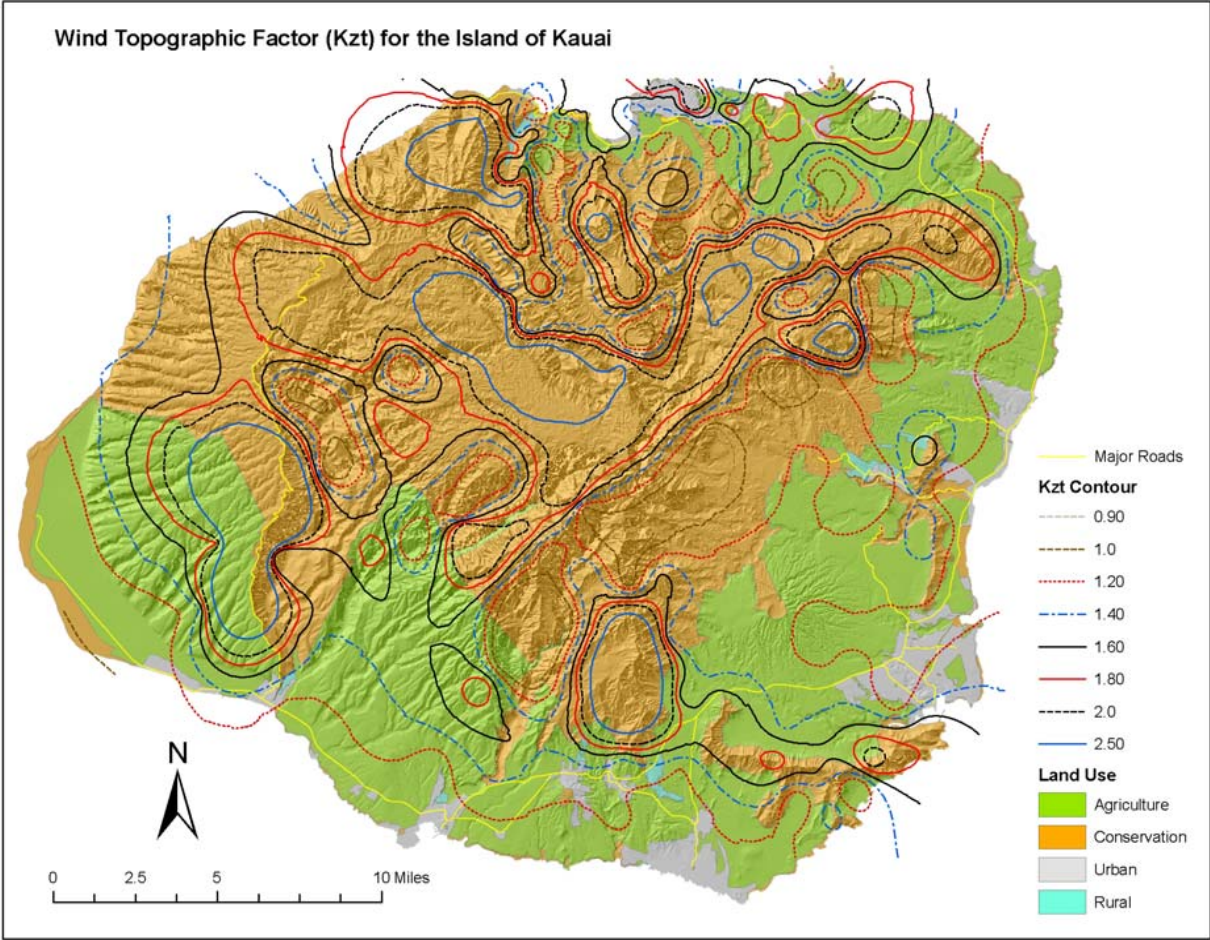 Wind Topographic Factor (Kzt) for the Island of Kauai
Major Roads
Kzt Contour
0.90
1.0
1.20
1.40
1.60
1.80
2.0
2.50
Land Use
Agriculture
Conservation
Urban
Rural
N
0 2.5 5 10 Miles